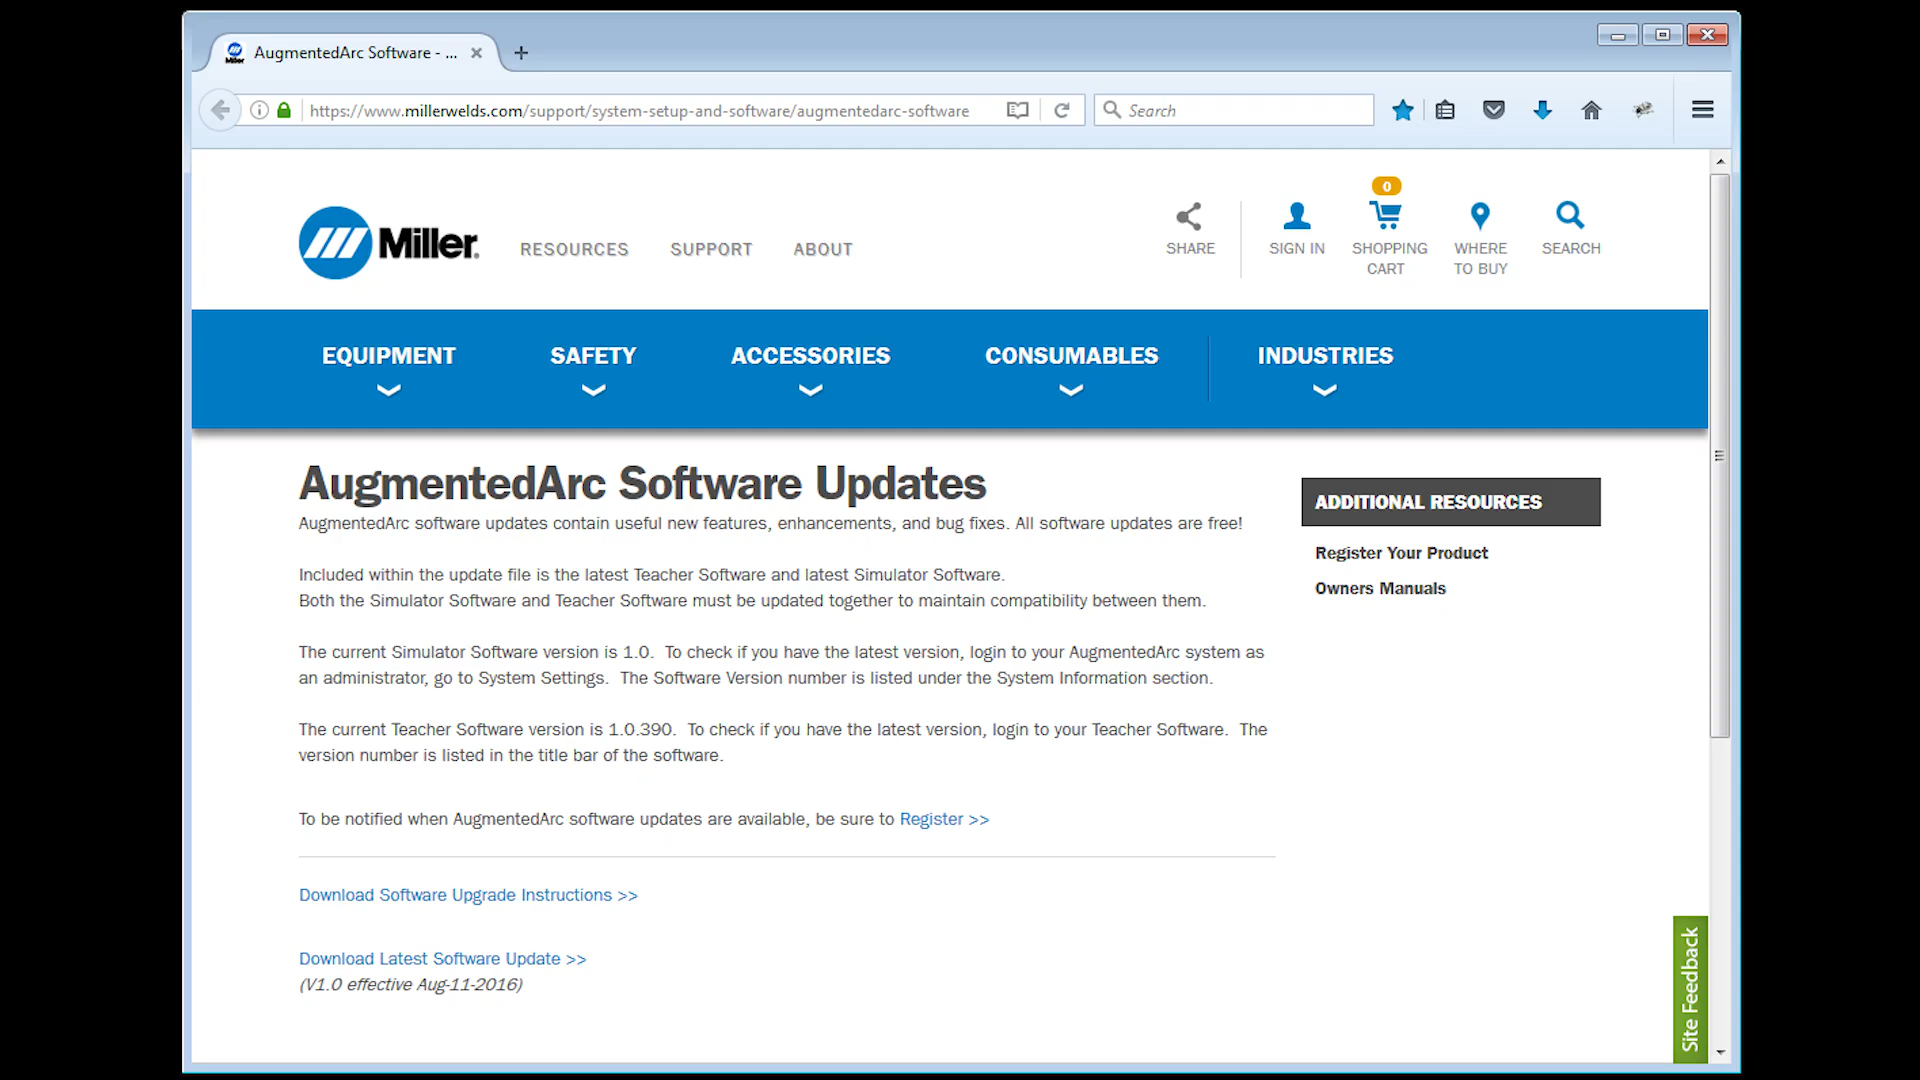 AugmentedArc Software - ...
https://www.millerwelds.com/support/system-setup-and-software/augmentedarc-software
Search
Miller
Miller.
RESOURCES
SUPPORT
ABOUT
SHARE
SIGN IN
0
SHOPPING
CART
WHERE
TO BUY
SEARCH
EQUIPMENT
SAFETY
ACCESSORIES
CONSUMABLES
INDUSTRIES
AugmentedArc Software Updates
AugmentedArc software updates contain useful new features, enhancements, and bug fixes. All software updates are free!
Included within the update file is the latest Teacher Software and latest Simulator Software.
Both the Simulator Software and Teacher Software must be updated together to maintain compatibility between them.
The current Simulator Software version is 1.0. To check if you have the latest version, login to your AugmentedArc system as
an administrator, go to System Settings. The Software Version number is listed under the System Information section.
The current Teacher Software version is 1.0.390. To check if you have the latest version, login to your Teacher Software. The
version number is listed in the title bar of the software.
To be notified when AugmentedArc software updates are available, be sure to Register >>
Download Software Upgrade Instructions >>
Download Latest Software Update >>
(V1.0 effective Aug-11-2016)
ADDITIONAL RESOURCES
Register Your Product
Owners Manuals
Site Feedback